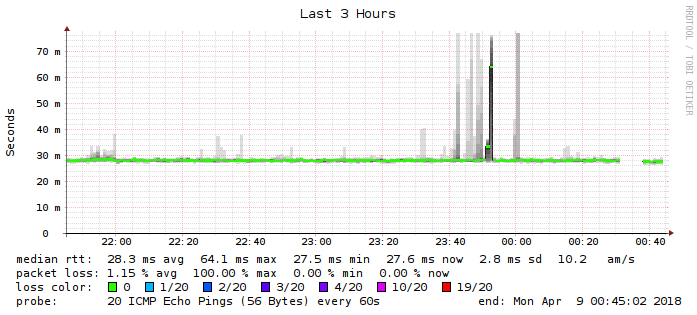 Last 3 Hours
RRDTOOL / TOBI OETIKER
Seconds
70 m
60 m
50 m
40 m
30 m
20 m
10 m
0
22:00 22:20 22:40 23:00 23:20 23:40 00:00 00:20 00:40
median rtt: 28.3 ms avg 64.1 ms max 27.5 ms min 27.6 ms now 2.8 ms sd 10.2 am/s
packet loss: 1.15 % avg 100.00 % max 0.00 % min 0.00 % now
loss color: 0 1/20 2/20 3/20 4/20 10/20 19/20
probe: 20 ICMP Echo Pings (56 Bytes) every 60s end: Mon Apr 9 00:45:02 2018